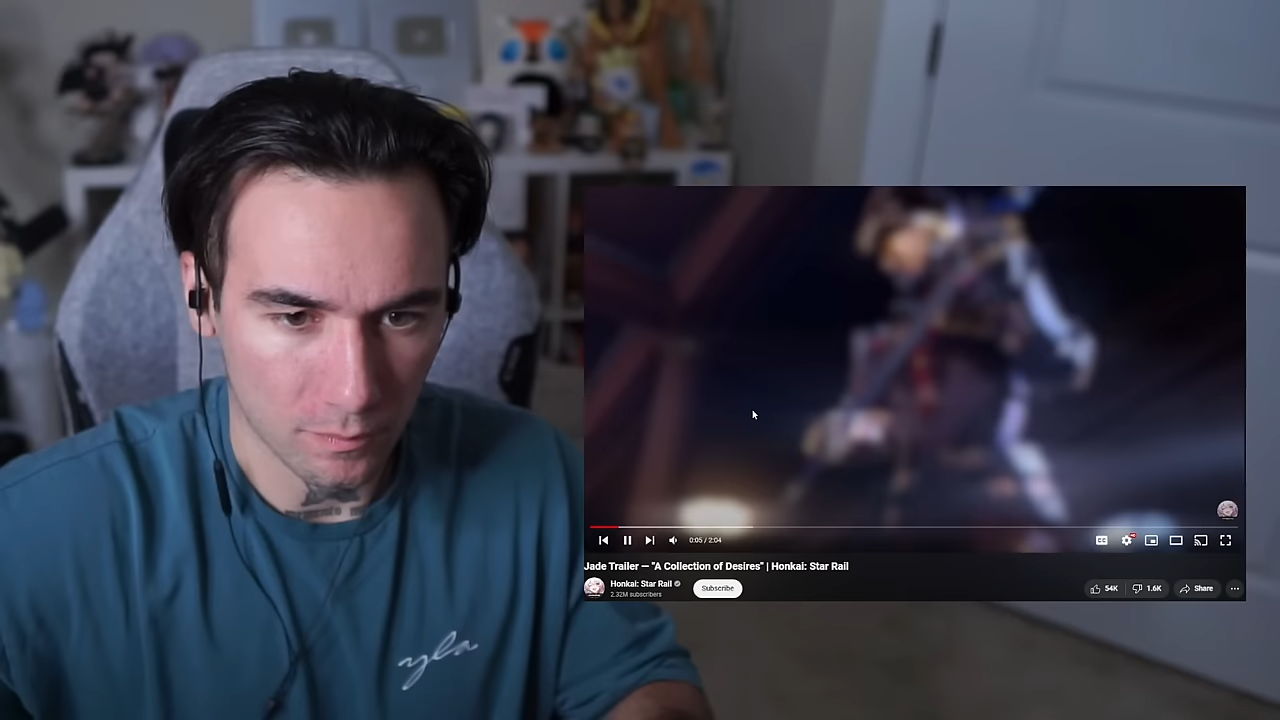 yla
0:05 / 2:04
Jade Trailer — "A Collection of Desires" | Honkai: Star Rail
Honkai: Star Rail
2.32M subscribers
Subscribe
54K
1.6K
Share